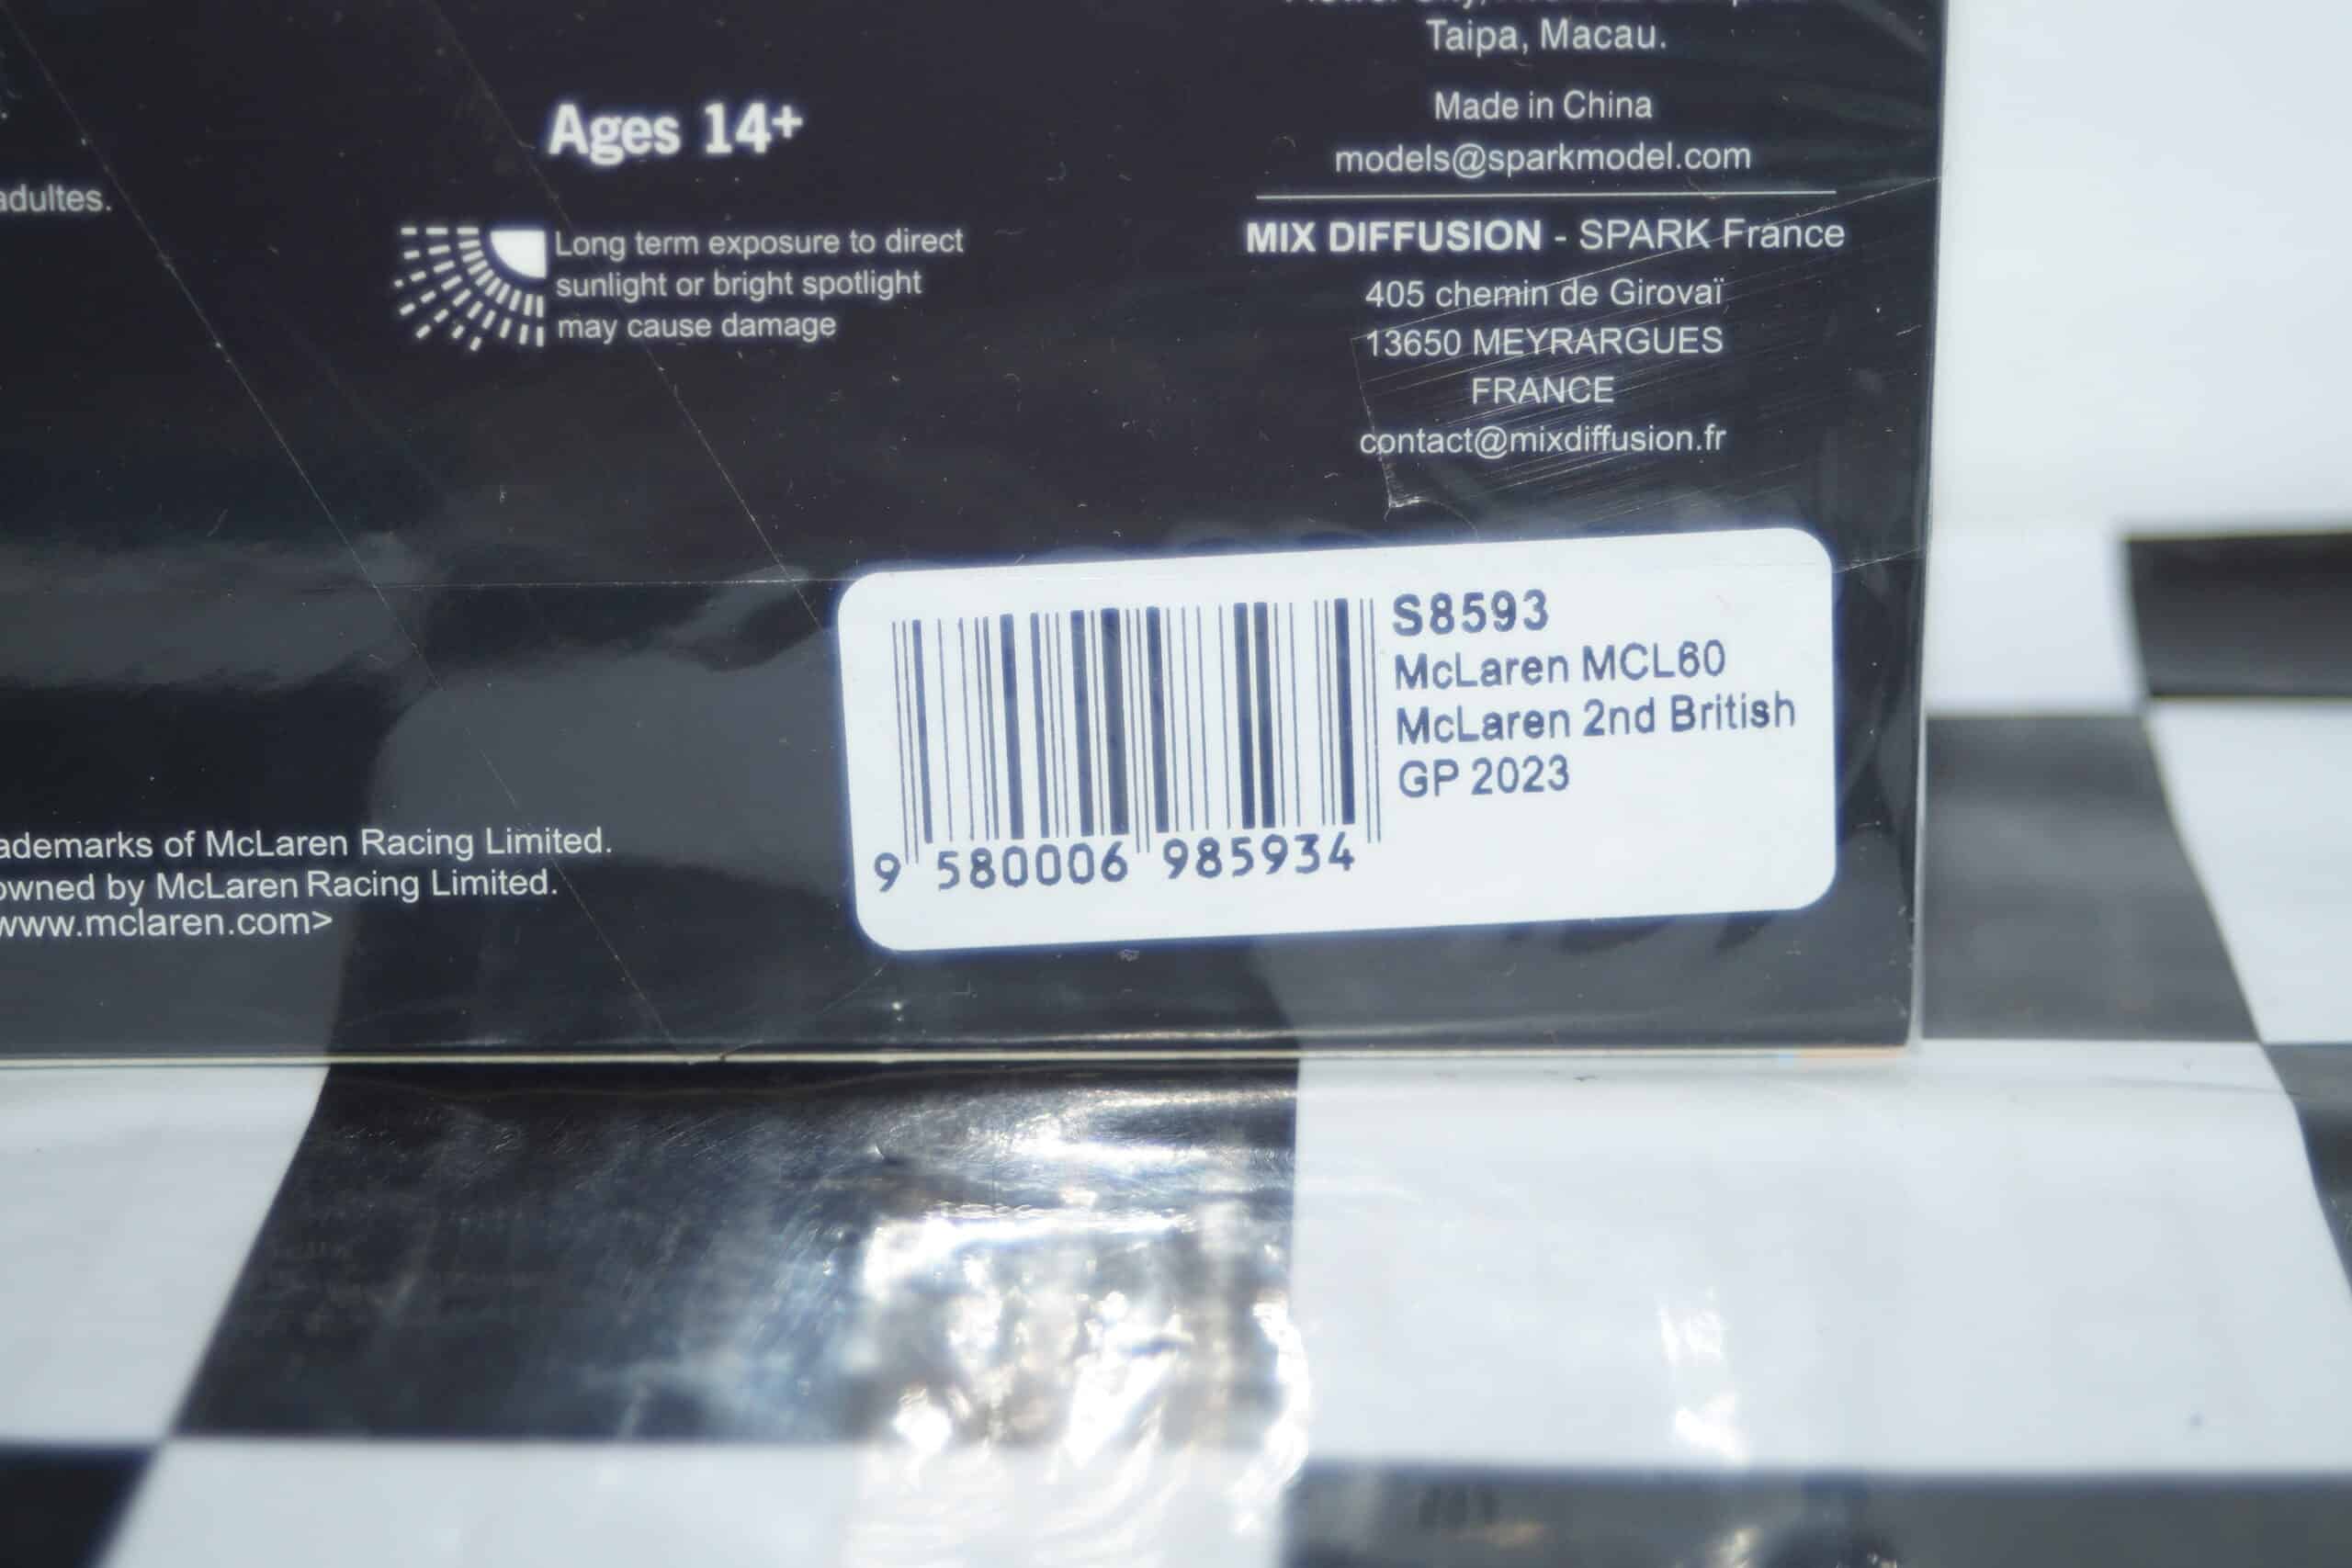 Taipa, Macau.
Made in China
models@sparkmodel.com
MIX DIFFUSION - SPARK France
405 chemin de Girovaï
13650 MEYRARGUES
FRANCE
contact@mixdiffusion.fr
Ages 14+
adultes.
Long term exposure to direct
sunlight or bright spotlight
may cause damage
S8593
McLaren MCL60
McLaren 2nd British
GP 2023
9 580006 985934
ademarks of McLaren Racing Limited.
owned by McLaren Racing Limited.
www.mclaren.com>